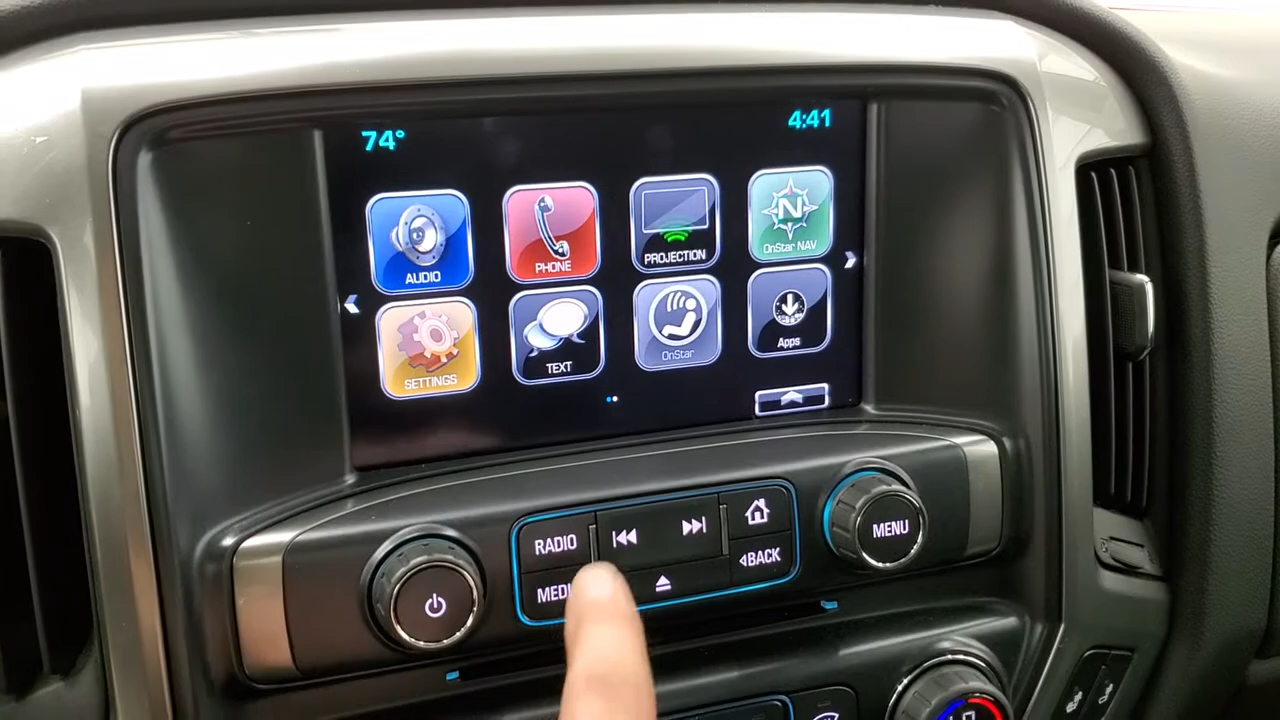 74°
4:41
AUDIO
PHONE
PROJECTION
N
OnStar NAV
SETTINGS
TEXT
OnStar
Apps
RADIO
MENU
BACK